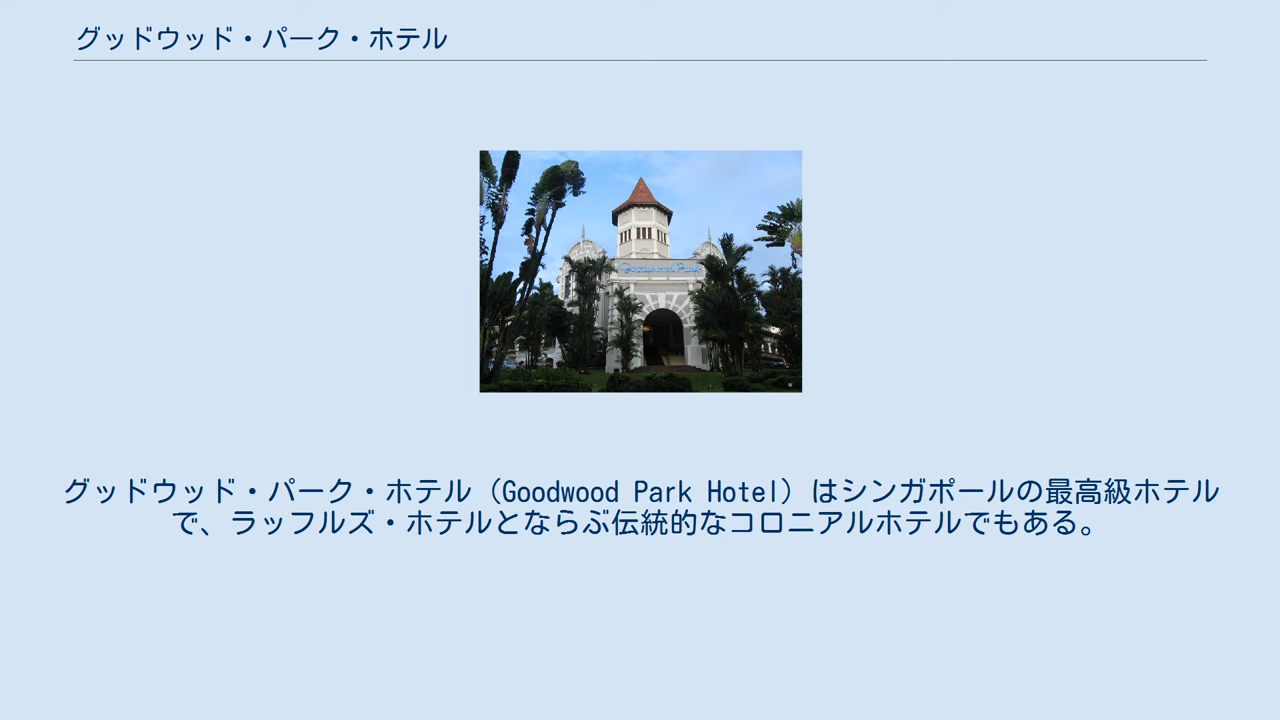 グッドウッド・パーク・ホテル
Goodwood Park
グッドウッド・パーク・ホテル（Goodwood Park Hotel）はシンガポールの最高級ホテル
で、ラッフルズ・ホテルとならぶ伝統的なコロニアルホテルでもある。